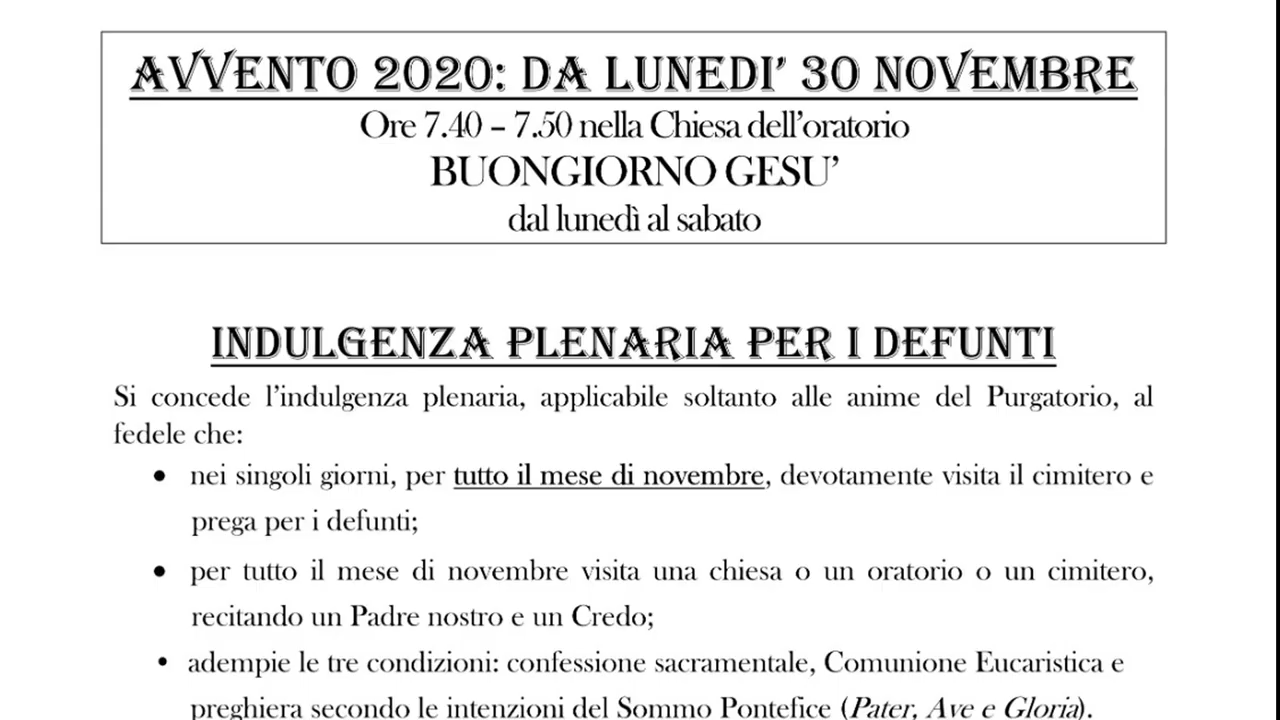 AVVENTO 2020: DA LUNEDI' 30 NOVEMBRE
Ore 7.40 – 7.50 nella Chiesa dell'oratorio
BUONGIORNO GESU'
dal lunedì al sabato
INDULGENZA PLENARIA PER I DEFUNTI
Si concede l'indulgenza plenaria, applicabile soltanto alle anime del Purgatorio, al
fedele che:
• nei singoli giorni, per tutto il mese di novembre, devotamente visita il cimitero e
prega per i defunti;
• per tutto il mese di novembre visita una chiesa o un oratorio o un cimitero,
recitando un Padre nostro e un Credo;
• adempie le tre condizioni: confessione sacramentale, Comunione Eucaristica e
preghiera secondo le intenzioni del Sommo Pontefice (Pater, Ave e Gloria).